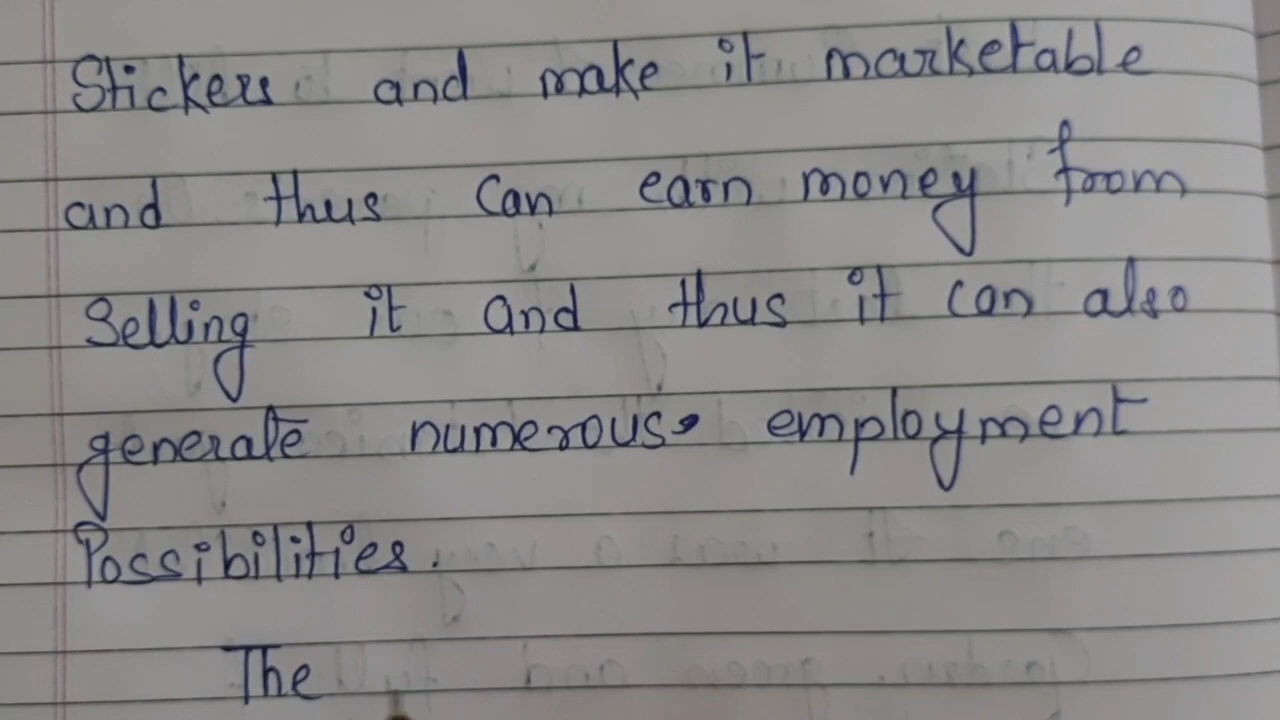 Stickers and make it marketable
and thus can earn money from
Selling it and thus it can also
generate numerous employment
Possibilities.
The